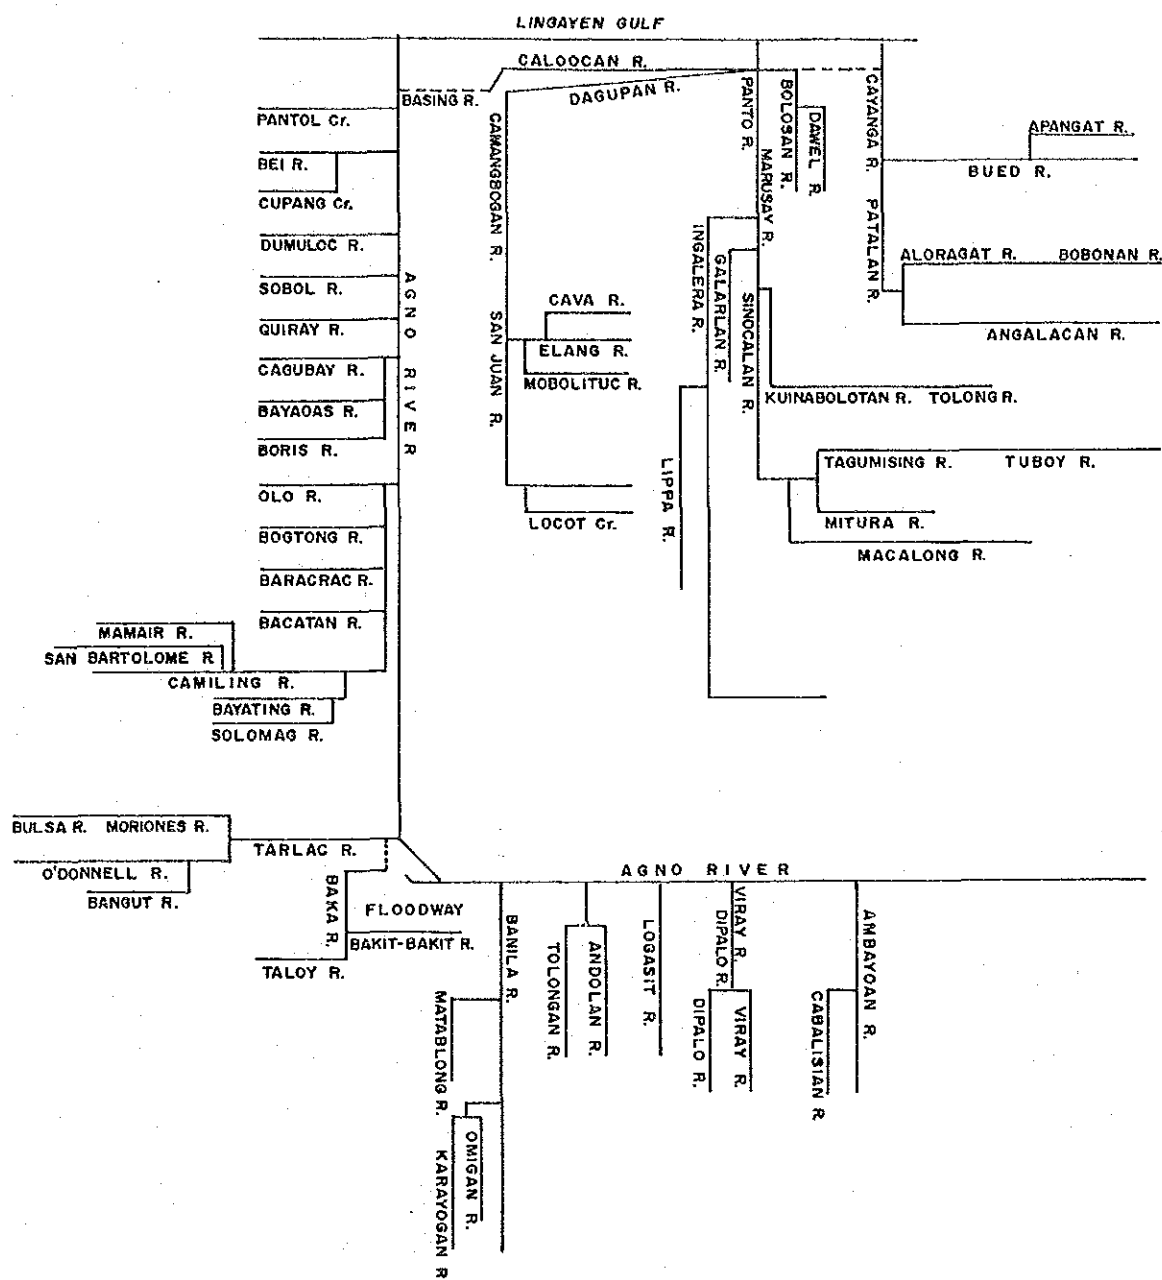 LINGAYEN GULF
CALOOCAN R.
BASING R.
DAGUPAN R.
PANTO R.
BOLOSAN R.
DAWEL R.
CAYANGA R.
PATALAN R.
APANGAT R.
BUED R.
PANTOL Cr.
BEI R.
CUPANG Cr.
DUMULOC R.
SOBOL R.
QUIRAY R.
CAGUBAY R.
BAYAOAS R.
BORIS R.
AGNO RIVER
CAMANGBOGAN R.
SAN JUAN R.
CAVA R.
ELANG R.
MOBOLITUC R.
LOCOT Cr.
MARUSAY R.
INGALERA R.
GALARLAN R.
SINOCALAN R.
LIPPA R.
ALORAGAT R.
BOBONAN R.
ANGALACAN R.
KUINABOLOTAN R.
TOLONG R.
TAGUMISING R.
TUBOY R.
MITURA R.
MACALONG R.
OLO R.
BOGTONG R.
BARACRAC R.
BACATAN R.
MAMAIR R.
SAN BARTOLOME R
CAMILING R.
BAYATING R.
SOLOMAG R.
BULSA R.
MORIONES R.
TARLAC R.
O'DONNELL R.
BANGUT R.
BAKA R.
FLOODWAY
BAKIT-BAKIT R.
TALOY R.
AGNO RIVER
BANILA R.
MATABLONG R.
OMIGAN R.
KARAYOGAN R
TOLONGAN R.
ANDOLAN R.
LOGASIT R.
VIRAY R.
DIPALO R.
DIPALO R.
VIRAY R.
AMBAYOAN R.
CABALISIAN R